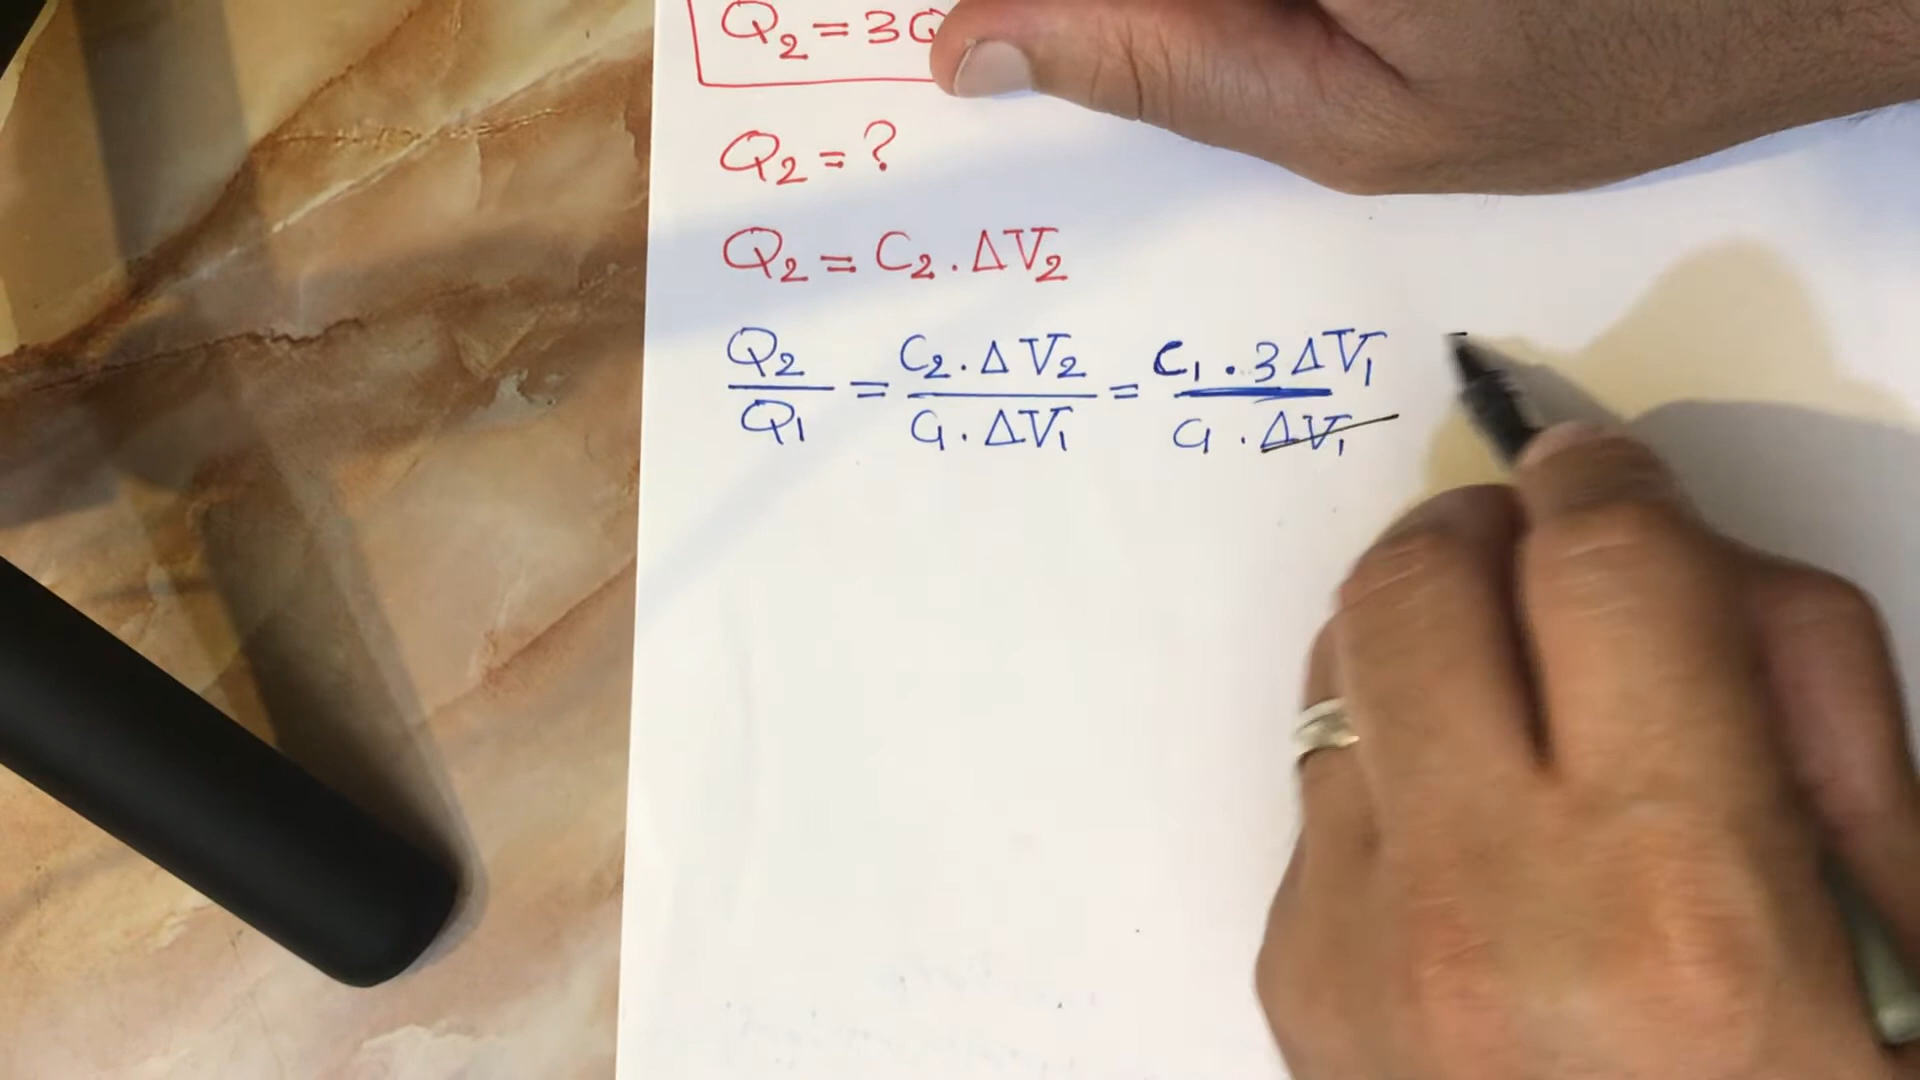 Q₂ = 3Q
Q₂ = ?
Q₂ = C₂ . ΔV₂
Q₂/Q₁ = C₂ . ΔV₂ / C₁ . ΔV₁ = C₁ . 3ΔV₁ / C₁ . ΔV₁